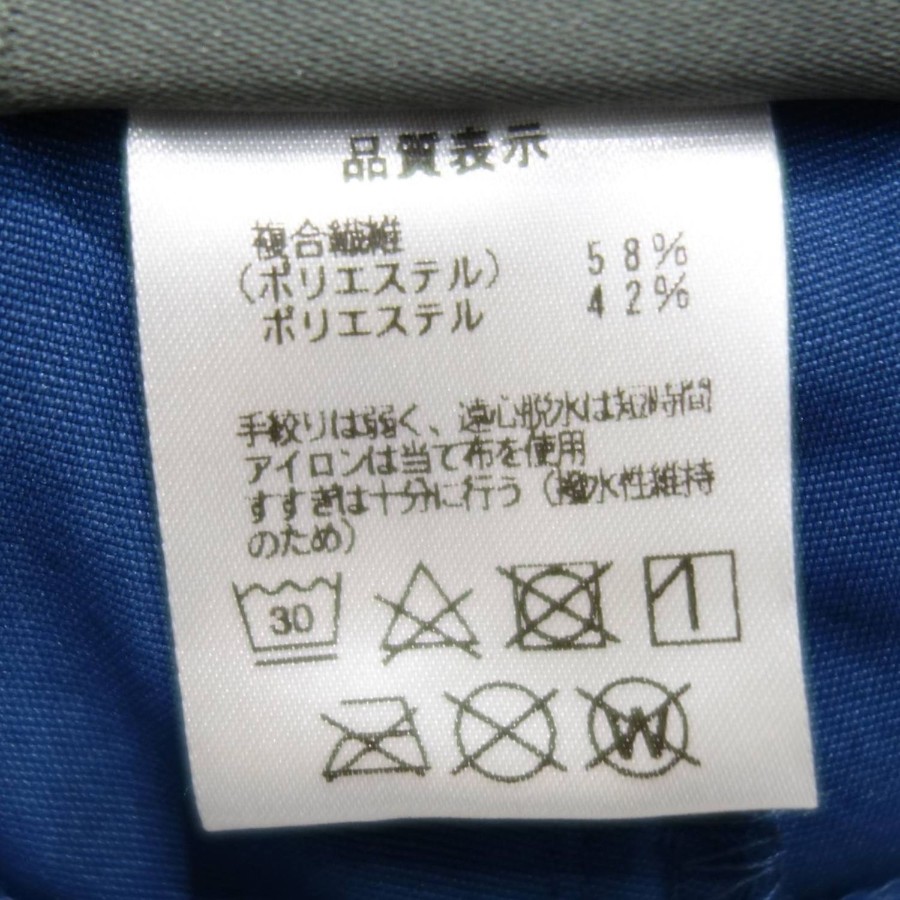 品質表示
複合繊維 58%
(ポリエステル)
ポリエステル 42%
手絞りは弱く、遠心脱水は短時間
アイロンは当て布を使用
すすぎは十分に行う(撥水性維持
のため)
30
W